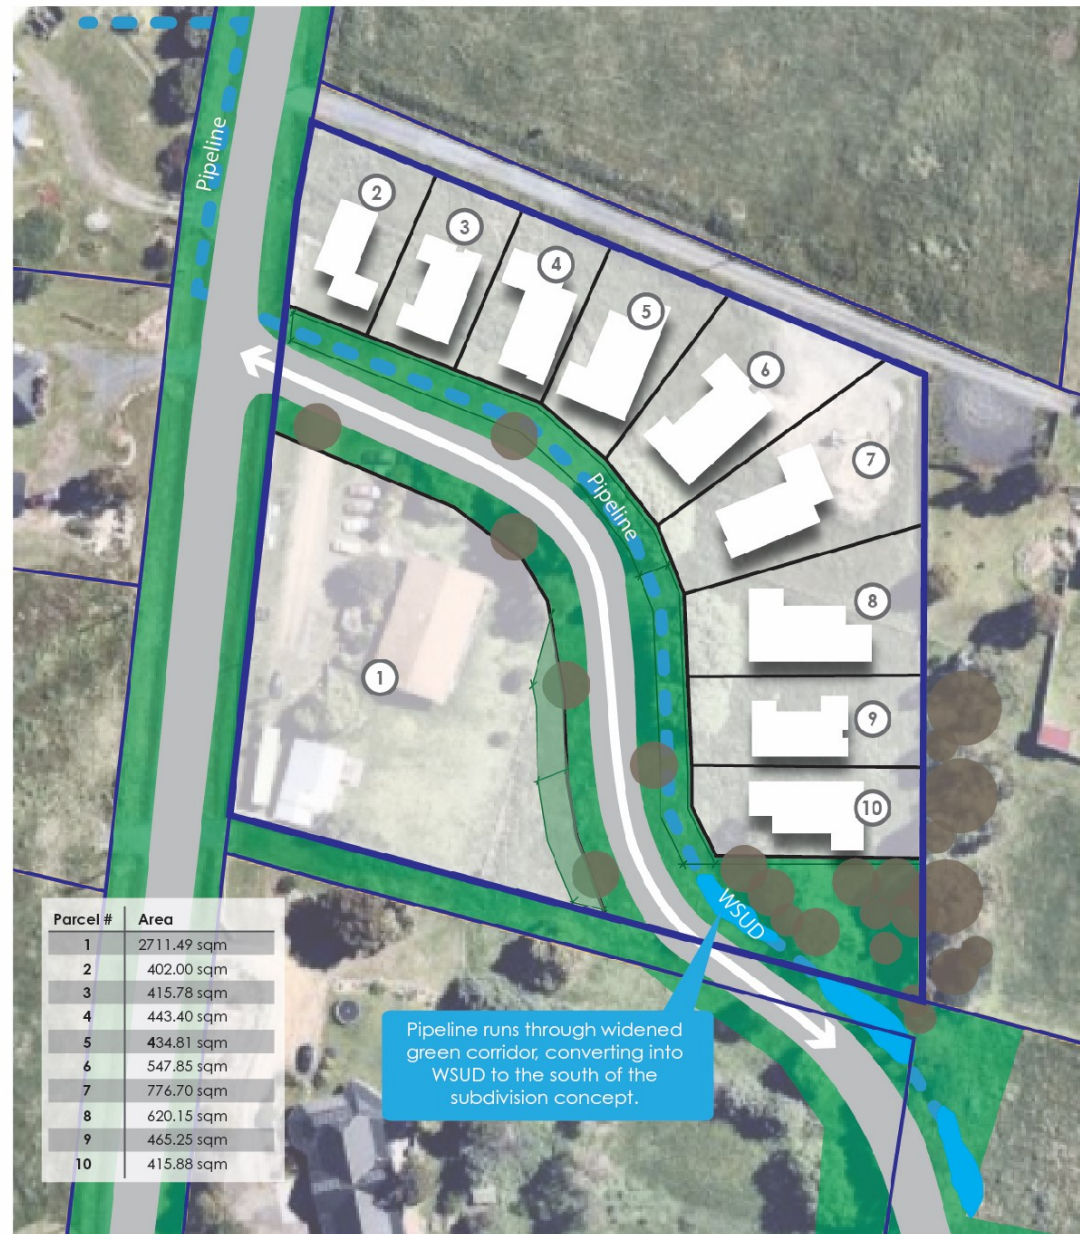 Pipeline
2
3
4
5
6
7
Pipeline
8
1
9
10
WSUD
Parcel # Area
1 2711.49 sqm
2 402.00 sqm
3 415.78 sqm
4 443.40 sqm
5 434.81 sqm
6 547.85 sqm
7 776.70 sqm
8 620.15 sqm
9 465.25 sqm
10 415.88 sqm
Pipeline runs through widened
green corridor, converting into
WSUD to the south of the
subdivision concept.